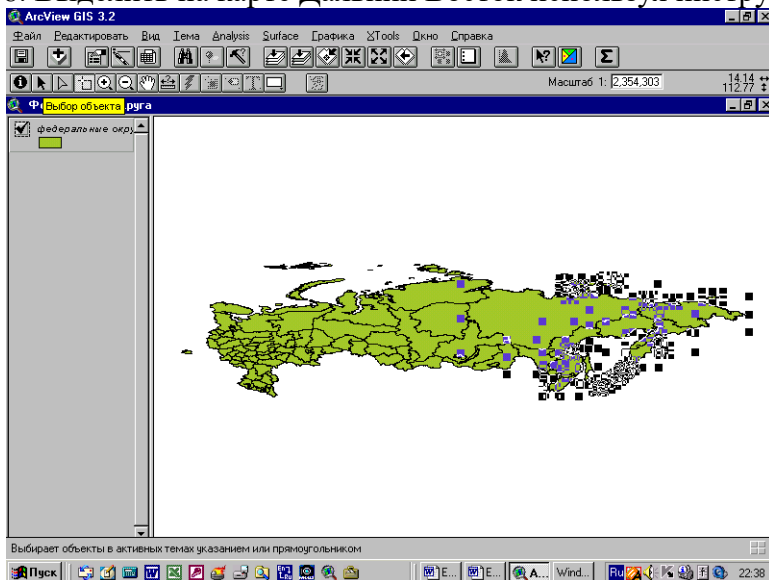 ArcView GIS 3.2
Файл Редактировать Вид Тема Analysis Surface Графика XTools Окно Справка
Масштаб 1: 2,354,303
14.14
112.77
Выбор объекта
руга
федеральные окру
Выбирает объекты в активных темах указанием или прямоугольником
Пуск
E...
E...
A...
Wind...
Ru
22:38